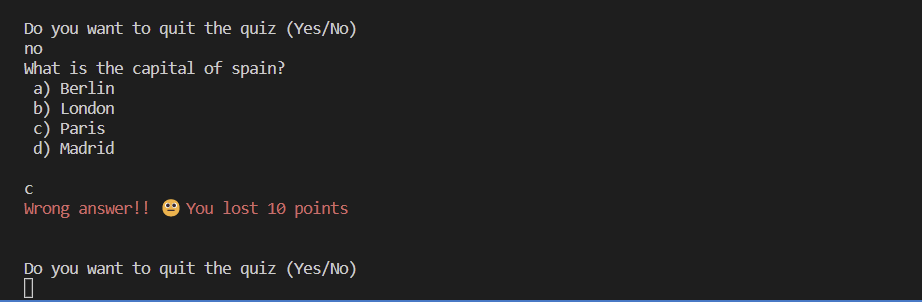 Do you want to quit the quiz (Yes/No)
no
What is the capital of spain?
a) Berlin
b) London
c) Paris
d) Madrid
c
Wrong answer!! 😐 You lost 10 points
Do you want to quit the quiz (Yes/No)